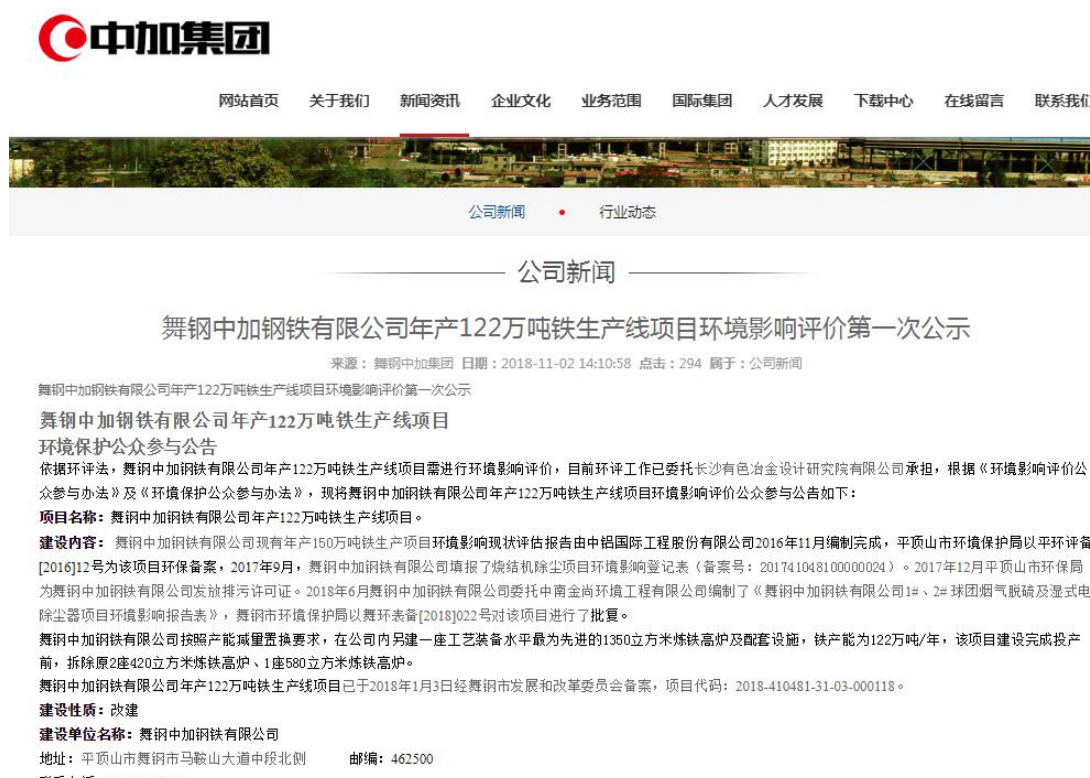 中加集团
网站首页 关于我们 新闻资讯 企业文化 业务范围 国际集团 人才发展 下载中心 在线留言 联系我们
公司新闻 • 行业动态
公司新闻
舞钢中加钢铁有限公司年产122万吨铁生产线项目环境影响评价第一次公示
来源：舞钢中加集团 日期：2018-11-02 14:10:58 点击：294 属于：公司新闻
舞钢中加钢铁有限公司年产122万吨铁生产线项目环境影响评价第一次公示
舞钢中加钢铁有限公司年产122万吨铁生产线项目
环境保护公众参与公告
依据环评法，舞钢中加钢铁有限公司年产122万吨铁生产线项目需进行环境影响评价，目前环评工作已委托长沙有色冶金设计研究院有限公司承担，根据《环境影响评价公
众参与办法》及《环境保护公众参与办法》，现将舞钢中加钢铁有限公司年产122万吨铁生产线项目环境影响评价公众参与公告如下：
项目名称：舞钢中加钢铁有限公司年产122万吨铁生产线项目。
建设内容： 舞钢中加钢铁有限公司现有年产150万吨铁生产项目环境影响现状评估报告由中铝国际工程股份有限公司2016年11月编制完成，平顶山市环境保护局以平环评备
[2016]12号为该项目环保备案，2017年9月，舞钢中加钢铁有限公司填报了烧结机除尘项目环境影响登记表（备案号：201741048100000024）。2017年12月平顶山市环保局
为舞钢中加钢铁有限公司发放排污许可证。2018年6月舞钢中加钢铁有限公司委托中南金尚环境工程有限公司编制了《舞钢中加钢铁有限公司1#、2#球团烟气脱硫及湿式电
除尘器项目环境影响报告表》，舞钢市环境保护局以舞环表备[2018]022号对该项目进行了批复。
舞钢中加钢铁有限公司按照产能减量置换要求，在公司内另建一座工艺装备水平最为先进的1350立方米炼铁高炉及配套设施，铁产能为122万吨/年，该项目建设完成投产
前，拆除原2座420立方米炼铁高炉、1座580立方米炼铁高炉。
舞钢中加钢铁有限公司年产122万吨铁生产线项目已于2018年1月3日经舞钢市发展和改革委员会备案，项目代码：2018-410481-31-03-000118。
建设性质：改建
建设单位名称：舞钢中加钢铁有限公司
地址：平顶山市舞钢市马鞍山大道中段北侧 邮编：462500